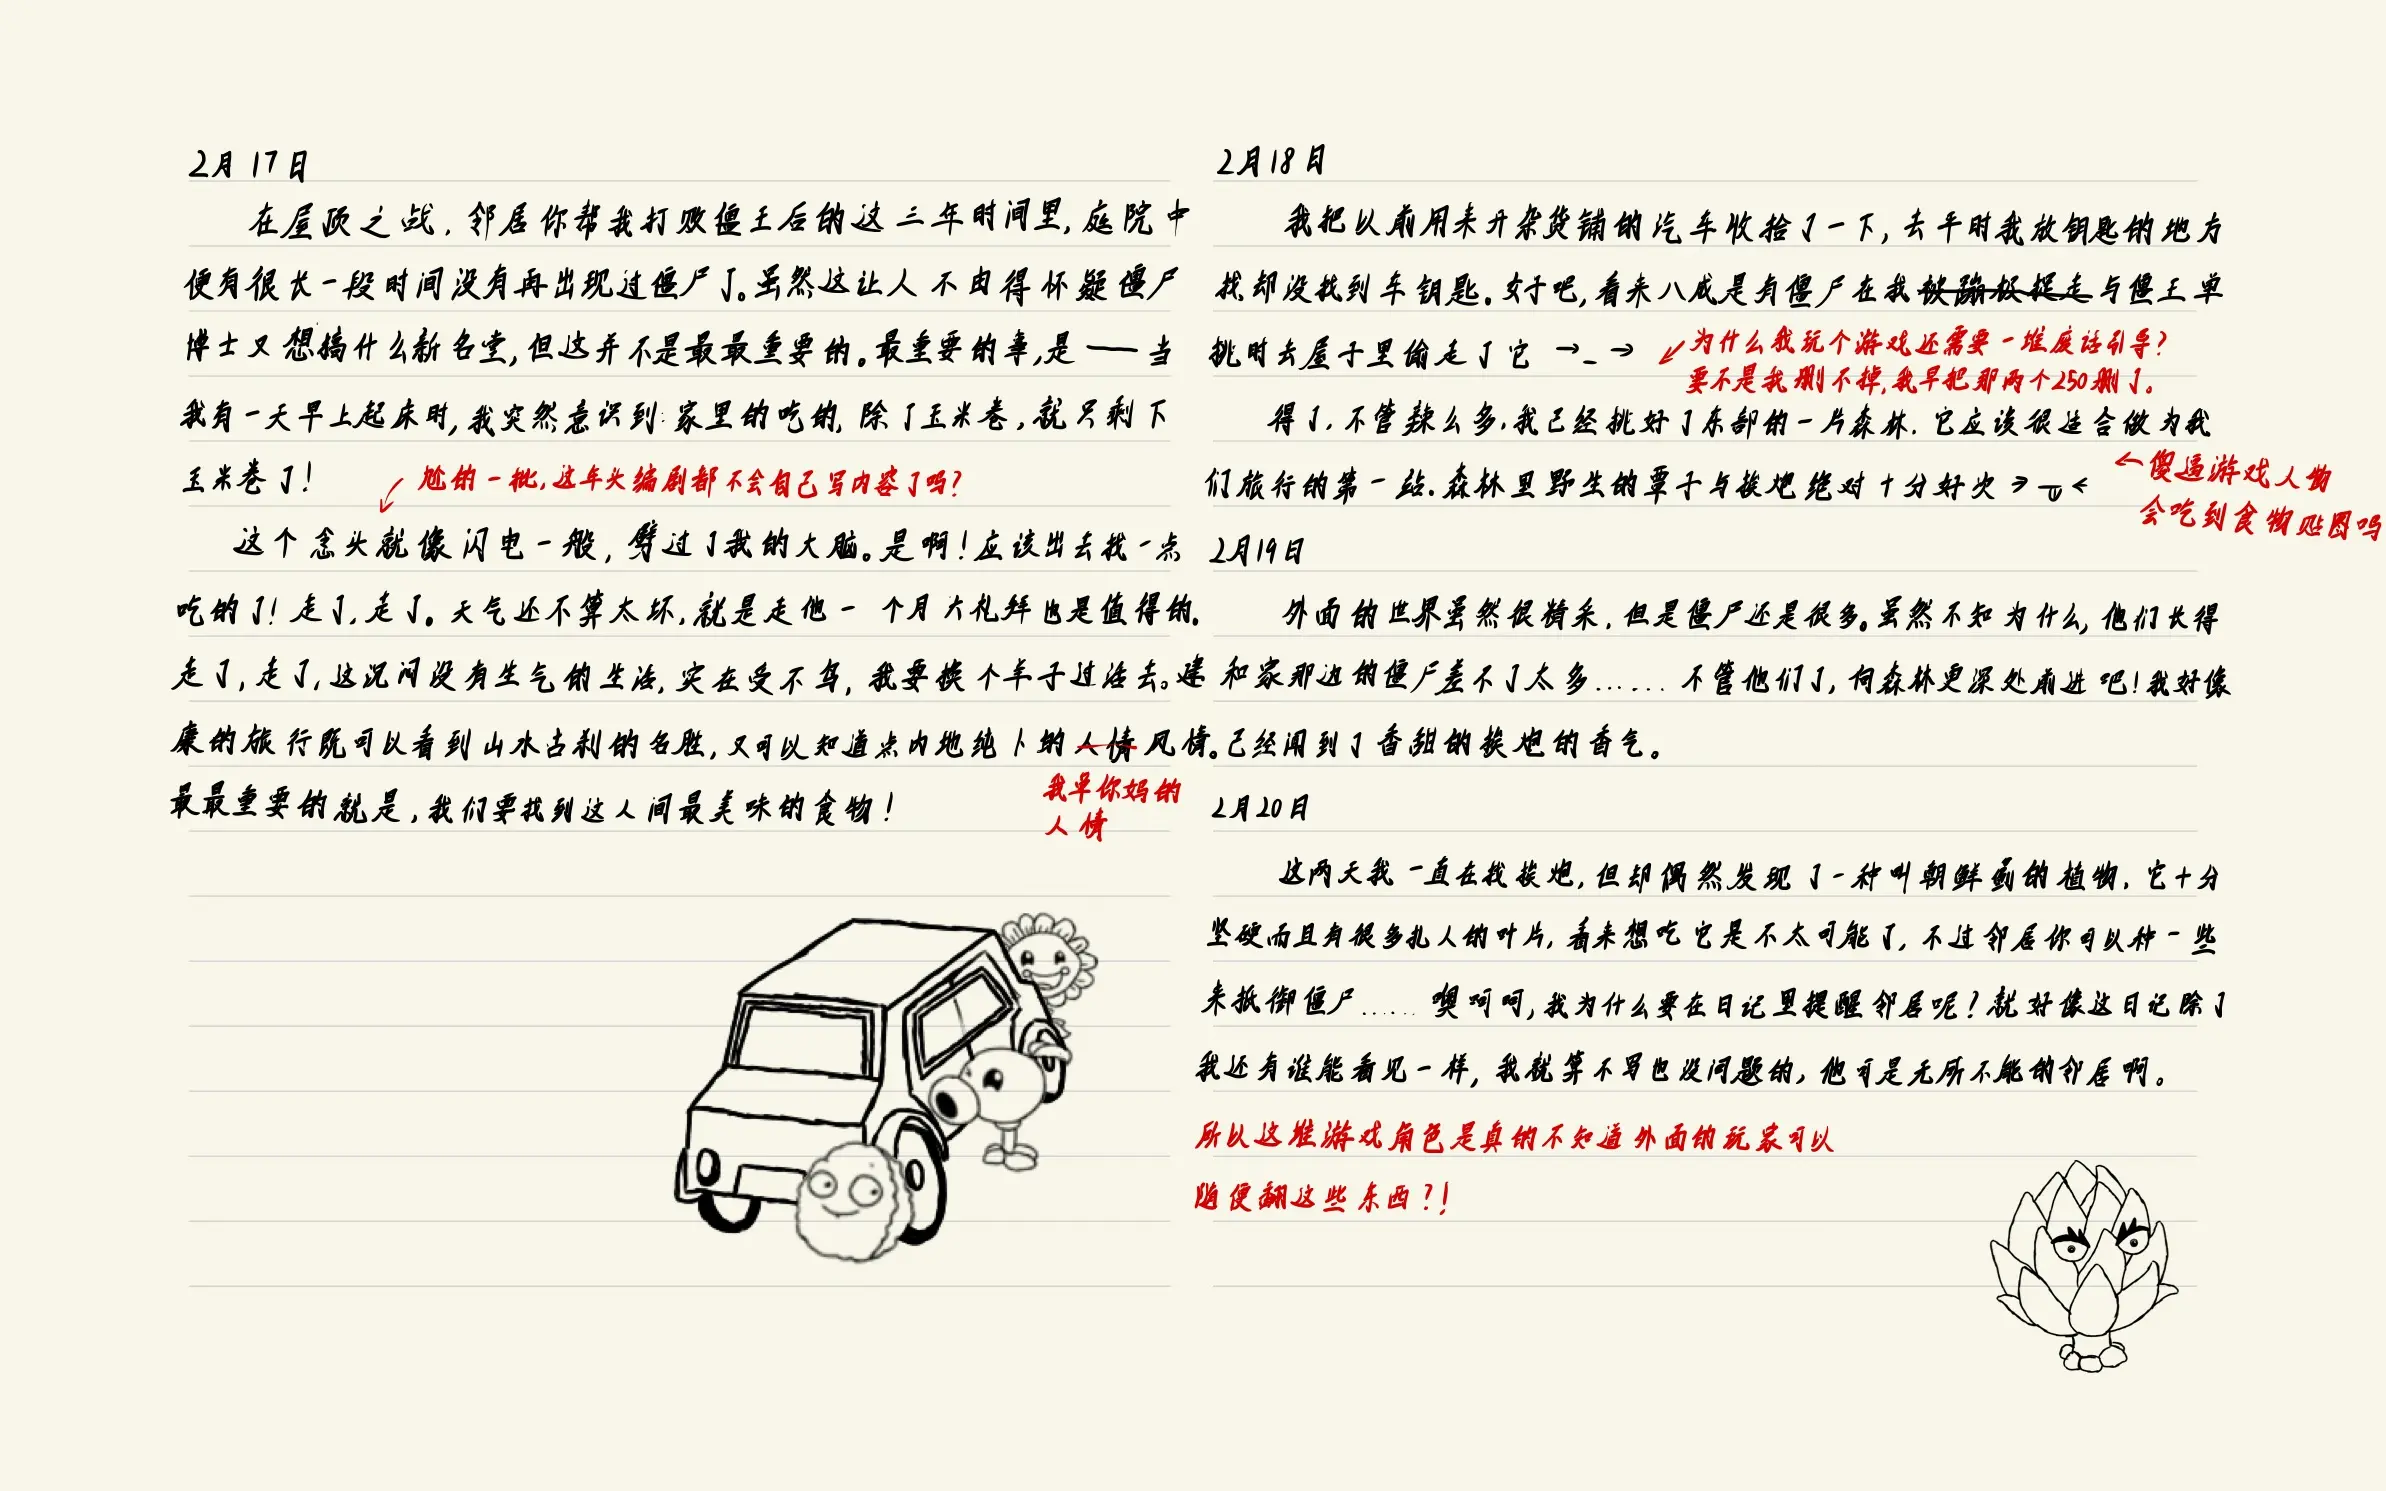 2月17日
在屋顶之战，邻居你帮我打败僵王后的这三年时间里，庭院中
便有很长一段时间没有再出现过僵尸了。虽然这让人不由得怀疑僵尸
博士又想搞什么新名堂，但这并不是最最重要的。最重要的事，是——当
我有一天早上起床时，我突然意识到：家里的吃的，除了玉米卷，就只剩下
玉米卷了！
尬的一批，这年头编剧都不会自己写内容了吗？
这个念头就像闪电一般，劈过了我的大脑。是啊！应该出去找一点
吃的了！走了，走了。天气还不算太坏，就是走他一个月六礼拜也是值得的。
走了，走了，这沉闷没有生气的生活，实在受不鸟，我要换个车子过活去。健
康的旅行既可以看到山水古刹的名胜，又可以知道点内地纯卜的人情风情。
我早你妈的
人情
最最重要的就是，我们要找到这人间最美味的食物！
2月18日
我把以前用来开杂货铺的汽车收拾了一下，去平时我放钥匙的地方
找却没找到车钥匙。好吧，看来八成是有僵尸在我被蹦极捉走与僵王单
挑时去屋子里偷走了它 →_→
为什么我玩个游戏还需要一堆废话引导？
要不是我删不掉，我早把那两个250删了。
得了，不管辣么多，我已经挑好了东部的一片森林，它应该很适合做为我
们旅行的第一站。森林里野生的蕈子与挨炮绝对十分好次
←傻逼游戏人物
会吃到食物贴图吗
2月19日
外面的世界虽然很精采，但是僵尸还是很多。虽然不知为什么，他们长得
和家那边的僵尸差不了太多……不管他们了，向森林更深处前进吧！我好像
已经闻到了香甜的挨炮的香气。
2月20日
这两天我一直在找挨炮，但却偶然发现了一种叫朝鲜蓟的植物，它十分
坚硬而且有很多扎人的叶片，看来想吃它是不太可能了，不过邻居你可以种一些
来抵御僵尸……噢呵呵，我为什么要在日记里提醒邻居呢？就好像这日记除了
我还有谁能看见一样，我就算不写也没问题的，他可是无所不能的邻居啊。
所以这堆游戏角色是真的不知道外面的玩家可以
随便翻这些东西？！